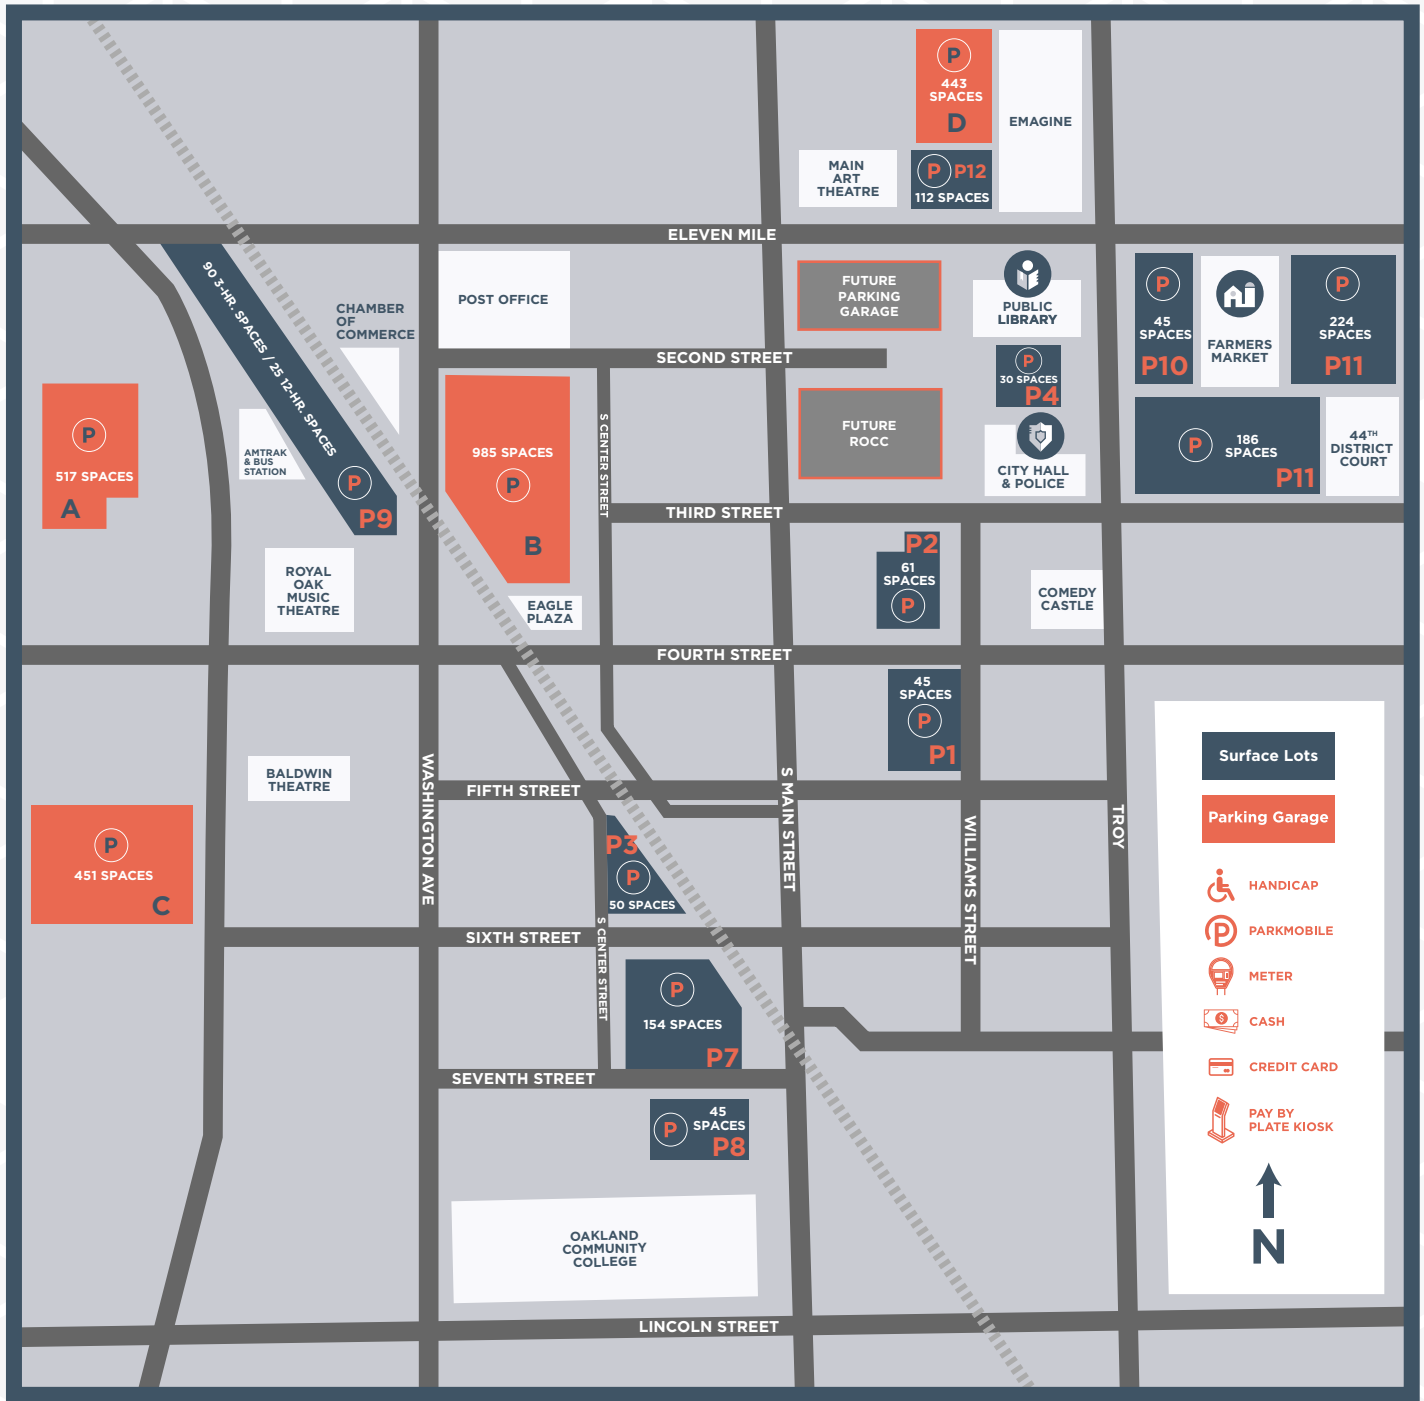 P
443
SPACES
D
EMAGINE
MAIN
ART
THEATRE
P P12
112 SPACES
ELEVEN MILE
90 3-HR. SPACES / 25 12-HR. SPACES
P
P9
CHAMBER
OF
COMMERCE
POST OFFICE
FUTURE
PARKING
GARAGE
PUBLIC
LIBRARY
P
45
SPACES
P10
FARMERS
MARKET
P
224
SPACES
P11
SECOND STREET
P
30 SPACES
P4
P
517 SPACES
A
AMTRAK
& BUS
STATION
985 SPACES
P
B
S CENTER STREET
FUTURE
ROCC
CITY HALL
& POLICE
P
186
SPACES
P11
44TH
DISTRICT
COURT
THIRD STREET
ROYAL
OAK
MUSIC
THEATRE
EAGLE
PLAZA
P2
61
SPACES
P
COMEDY
CASTLE
FOURTH STREET
45
SPACES
P
P1
BALDWIN
THEATRE
WASHINGTON AVE
FIFTH STREET
S MAIN STREET
WILLIAMS STREET
TROY
P
451 SPACES
C
P3
P
50 SPACES
SIXTH STREET
S CENTER STREET
P
154 SPACES
P7
SEVENTH STREET
P
45
SPACES
P8
OAKLAND
COMMUNITY
COLLEGE
LINCOLN STREET
Surface Lots
Parking Garage
HANDICAP
PARKMOBILE
METER
CASH
CREDIT CARD
PAY BY
PLATE KIOSK
N